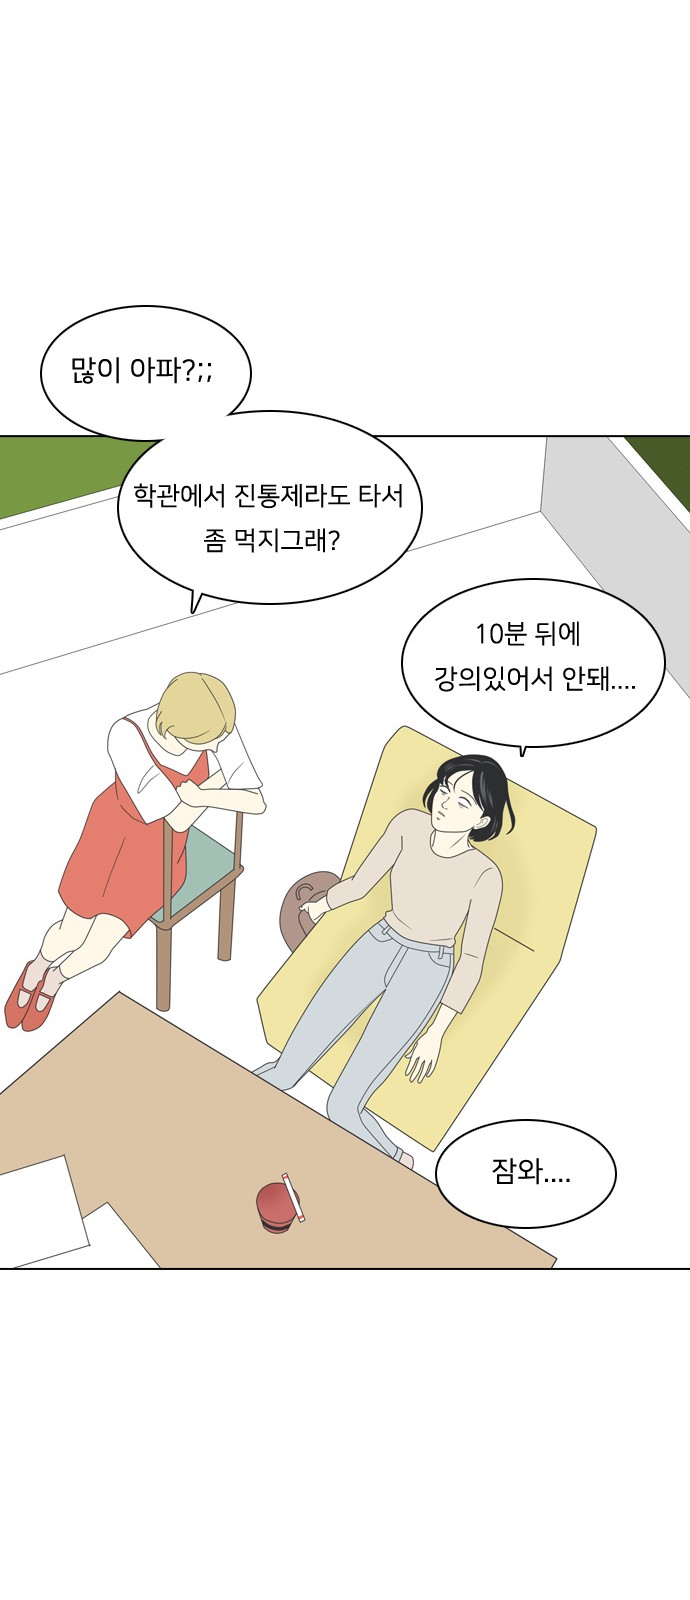 많이 아파?;;
학관에서 진통제라도 타서
좀 먹지그래?
10분 뒤에
강의있어서 안돼....
잠와....